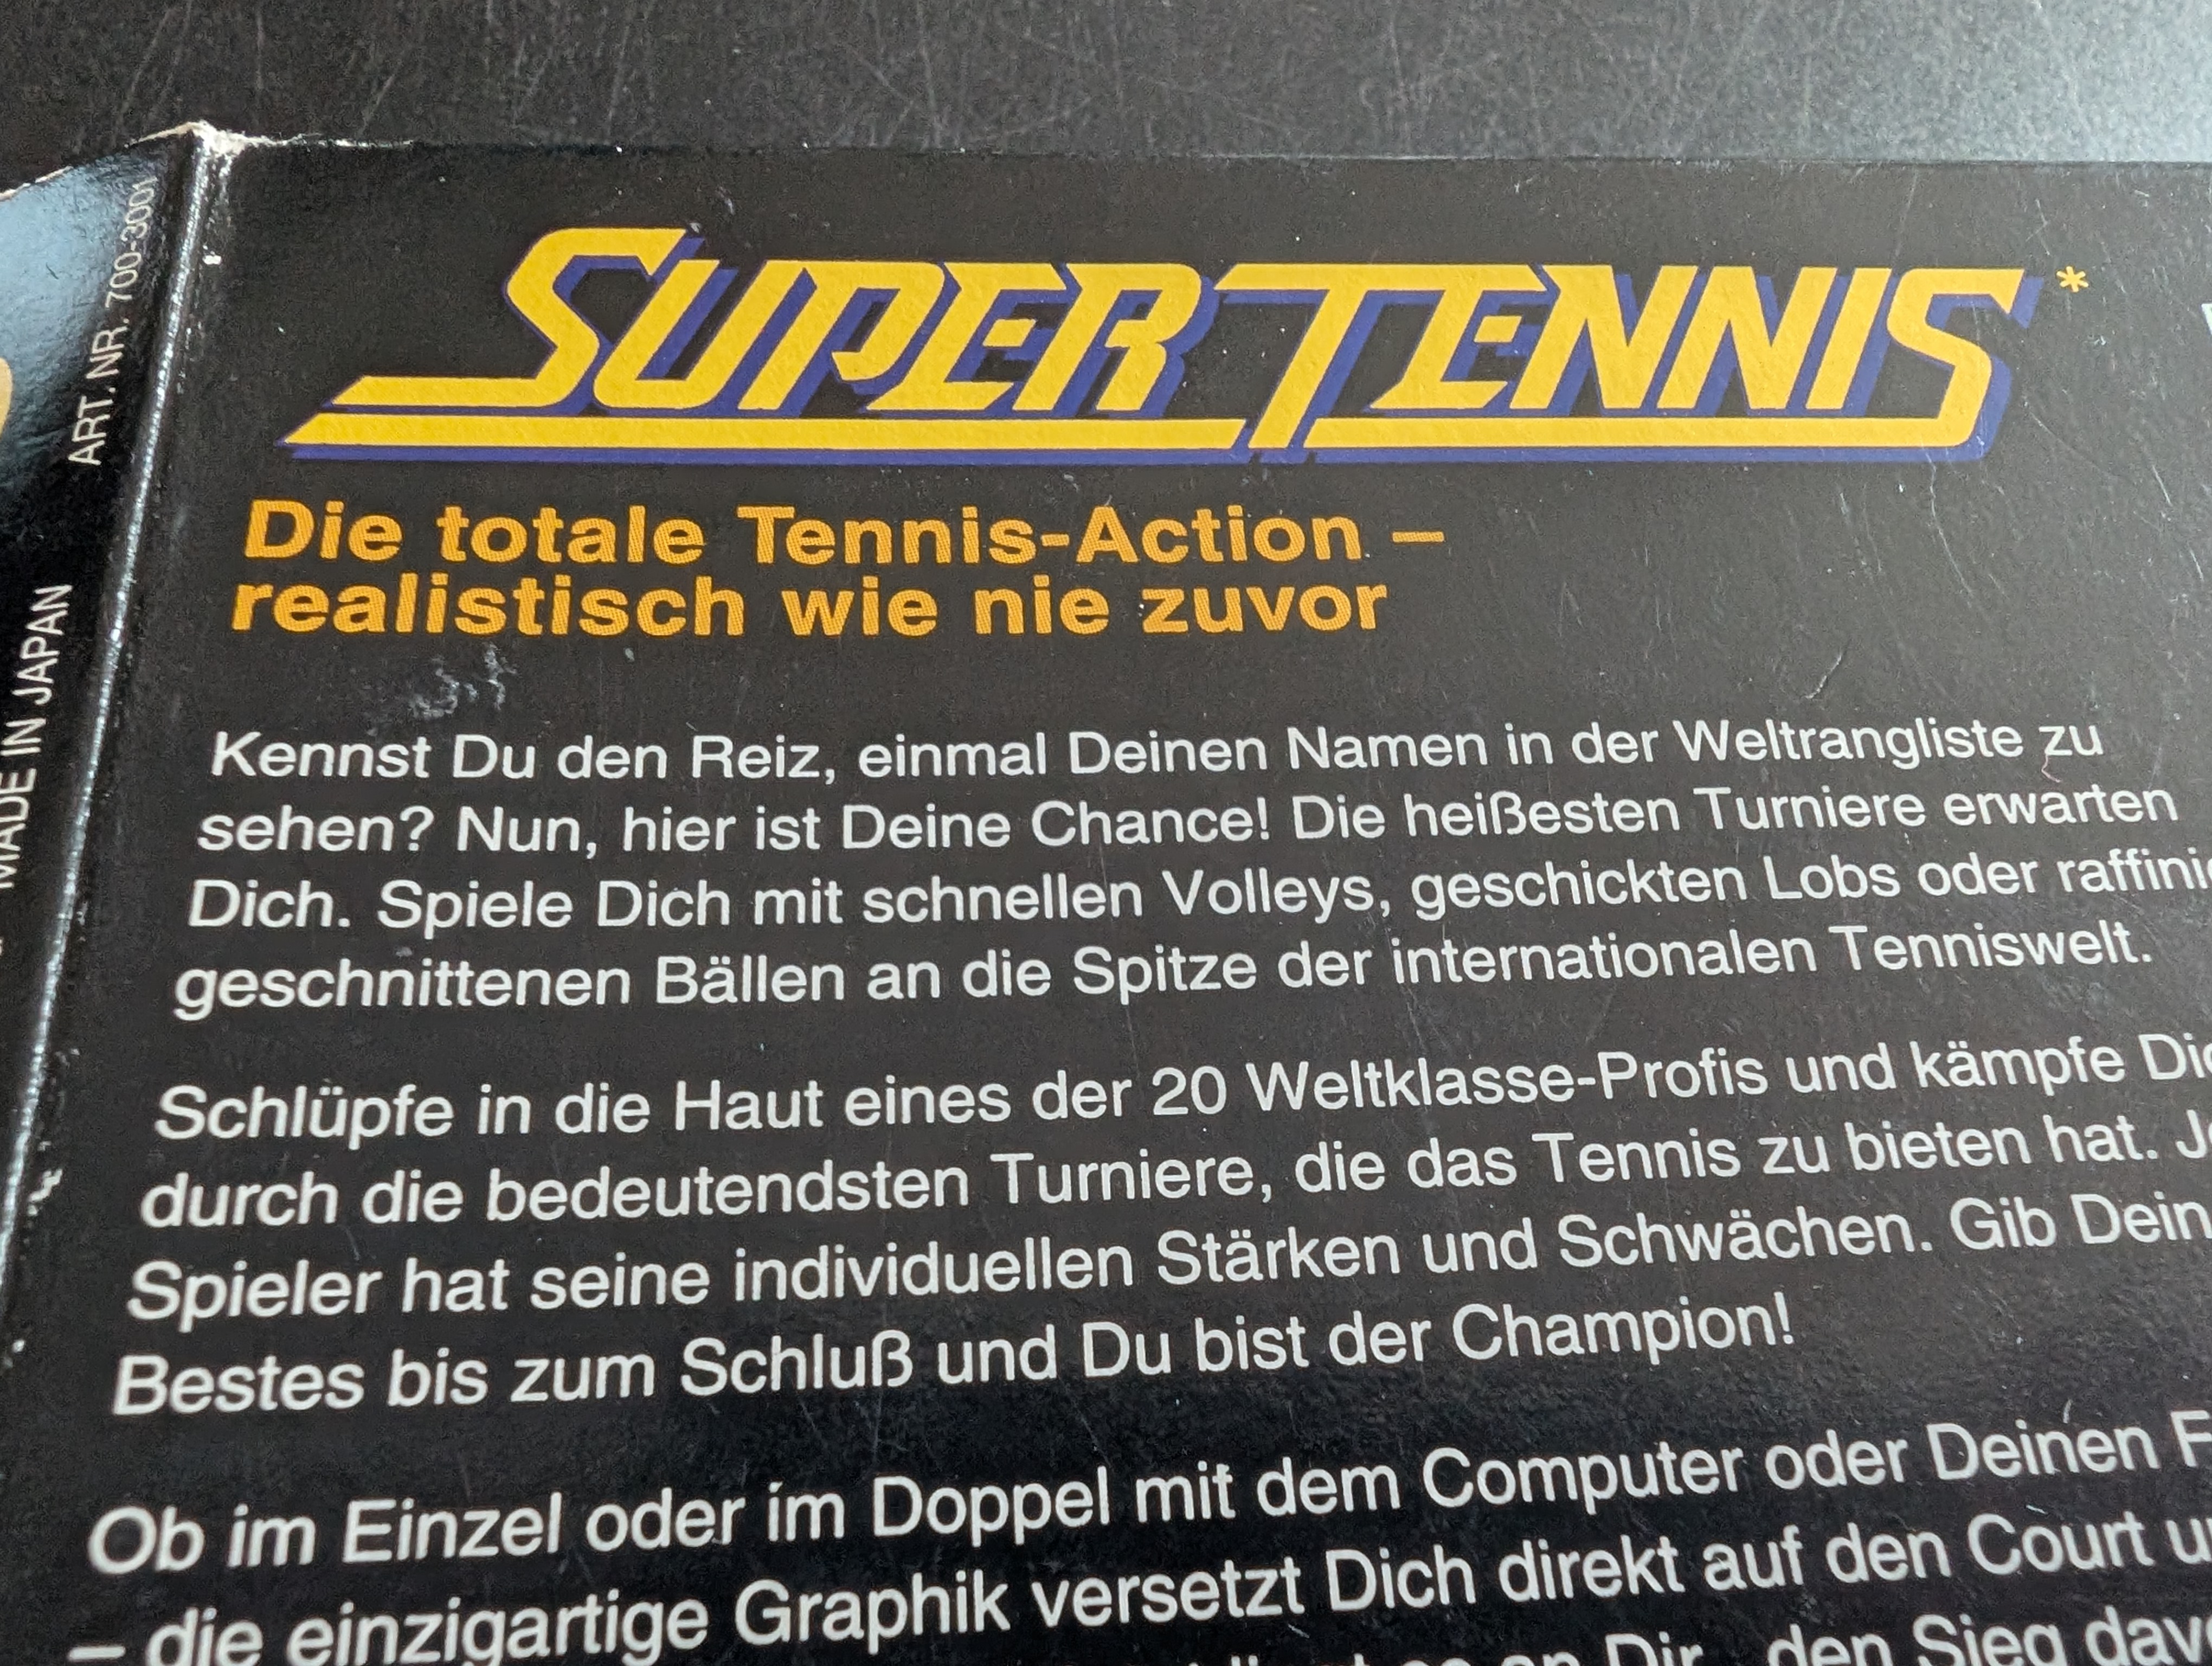 SUPER TENNIS*
Die totale Tennis-Action –
realistisch wie nie zuvor
Kennst Du den Reiz, einmal Deinen Namen in der Weltrangliste zu
sehen? Nun, hier ist Deine Chance! Die heißesten Turniere erwarten
Dich. Spiele Dich mit schnellen Volleys, geschickten Lobs oder
geschnittenen Bällen an die Spitze der internationalen Tenniswelt.
Schlüpfe in die Haut eines der 20 Weltklasse-Profis und kämpfe
durch die bedeutendsten Turniere, die das Tennis zu bieten hat.
Spieler hat seine individuellen Stärken und Schwächen. Gib
Bestes bis zum Schluß und Du bist der Champion!
Ob im Einzel oder im Doppel mit dem Computer oder Deinen
– die einzigartige Graphik versetzt Dich direkt auf den Court
an Dir, den Sieg
ART. NR. 700-3001
MADE IN JAPAN